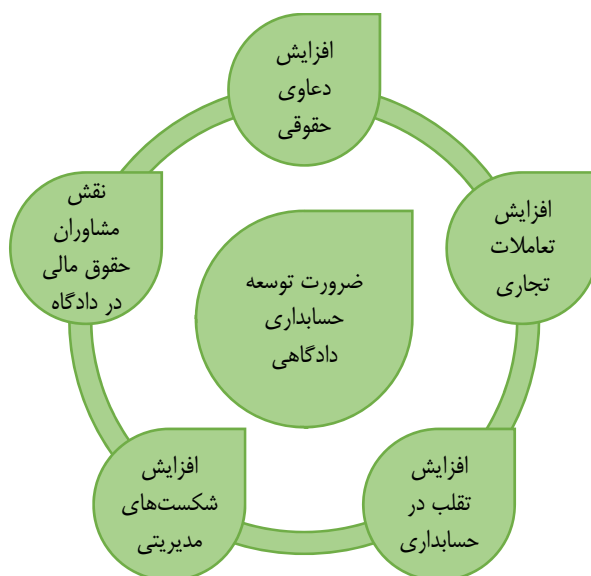 افزایش
دعاوی
حقوقی
افزایش
تعاملات
تجاری
افزایش
تقلب در
حسابداری
افزایش
شکست‌های
مدیریتی
نقش
مشاوران
حقوق مالی
در دادگاه
ضرورت توسعه
حسابداری
دادگاهی